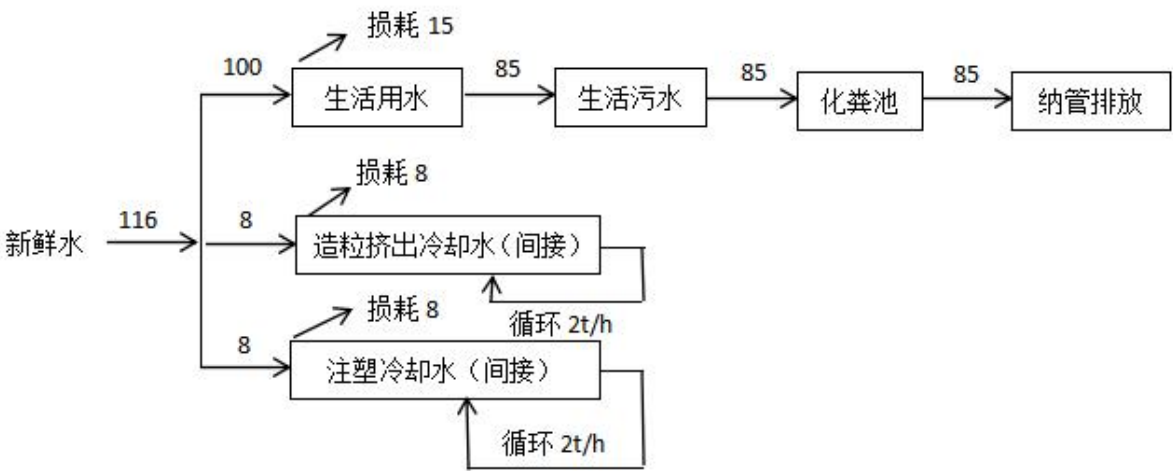 损耗 15
100
生活用水
85
生活污水
85
化粪池
85
纳管排放
损耗 8
新鲜水
116
8
造粒挤出冷却水（间接）
循环 2t/h
损耗 8
8
注塑冷却水（间接）
循环 2t/h